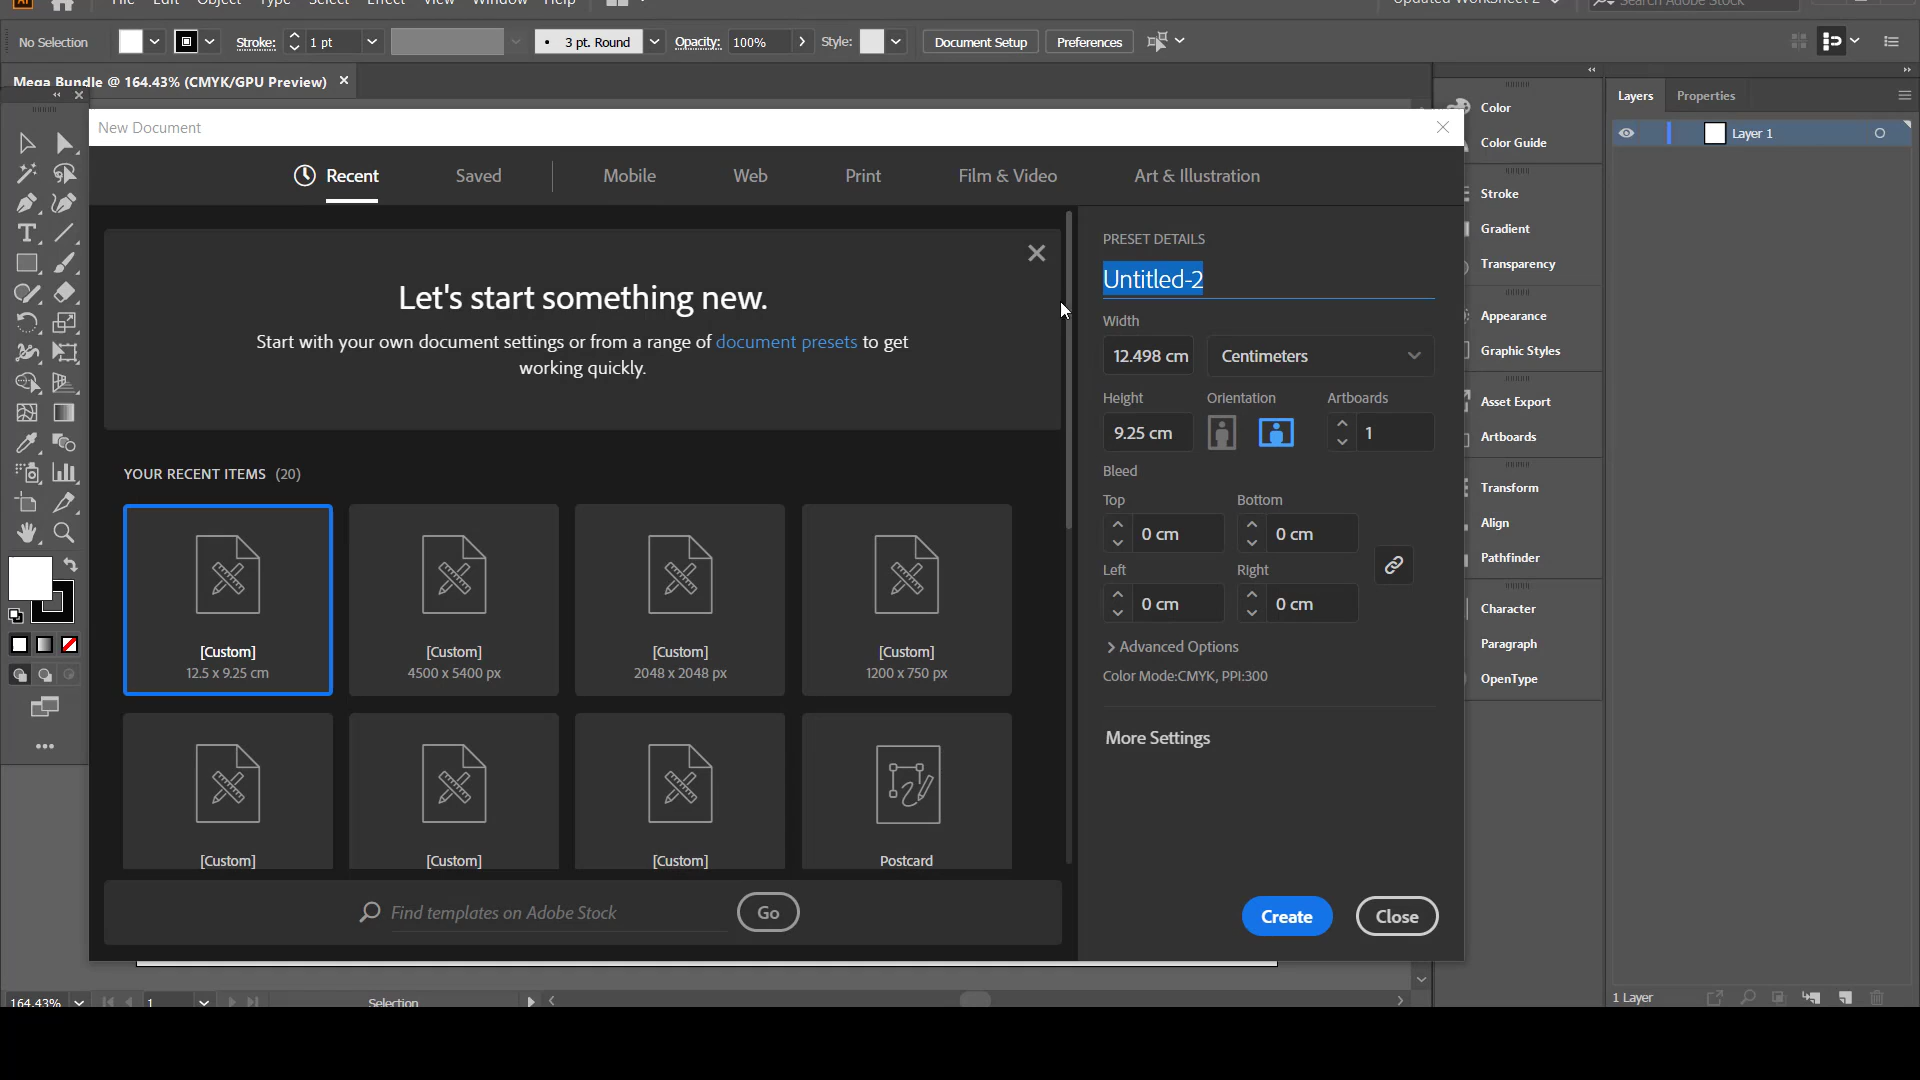 File Edit Object Type Select Effect View Window Help
Updated Worksheet 2
Search Adobe Stock
No Selection Stroke: 1 pt 3 pt. Round Opacity: 100% Style: Document Setup Preferences
Mega Bundle @ 164.43% (CMYK/GPU Preview)
New Document
Recent Saved Mobile Web Print Film & Video Art & Illustration
Let's start something new.
Start with your own document settings or from a range of document presets to get
working quickly.
YOUR RECENT ITEMS (20)
[Custom] [Custom] [Custom] [Custom]
12.5 x 9.25 cm 4500 x 5400 px 2048 x 2048 px 1200 x 750 px
[Custom] [Custom] [Custom] Postcard
Find templates on Adobe Stock Go
PRESET DETAILS
Untitled-2
Width
12.498 cm Centimeters
Height Orientation Artboards
9.25 cm 1
Bleed
Top Bottom
0 cm 0 cm
Left Right
0 cm 0 cm
Advanced Options
Color Mode:CMYK, PPI:300
More Settings
Create Close
Color
Color Guide
Stroke
Gradient
Transparency
Appearance
Graphic Styles
Asset Export
Artboards
Transform
Align
Pathfinder
Character
Paragraph
OpenType
Layers Properties
Layer 1
1 Layer
164.43% 1 Selection